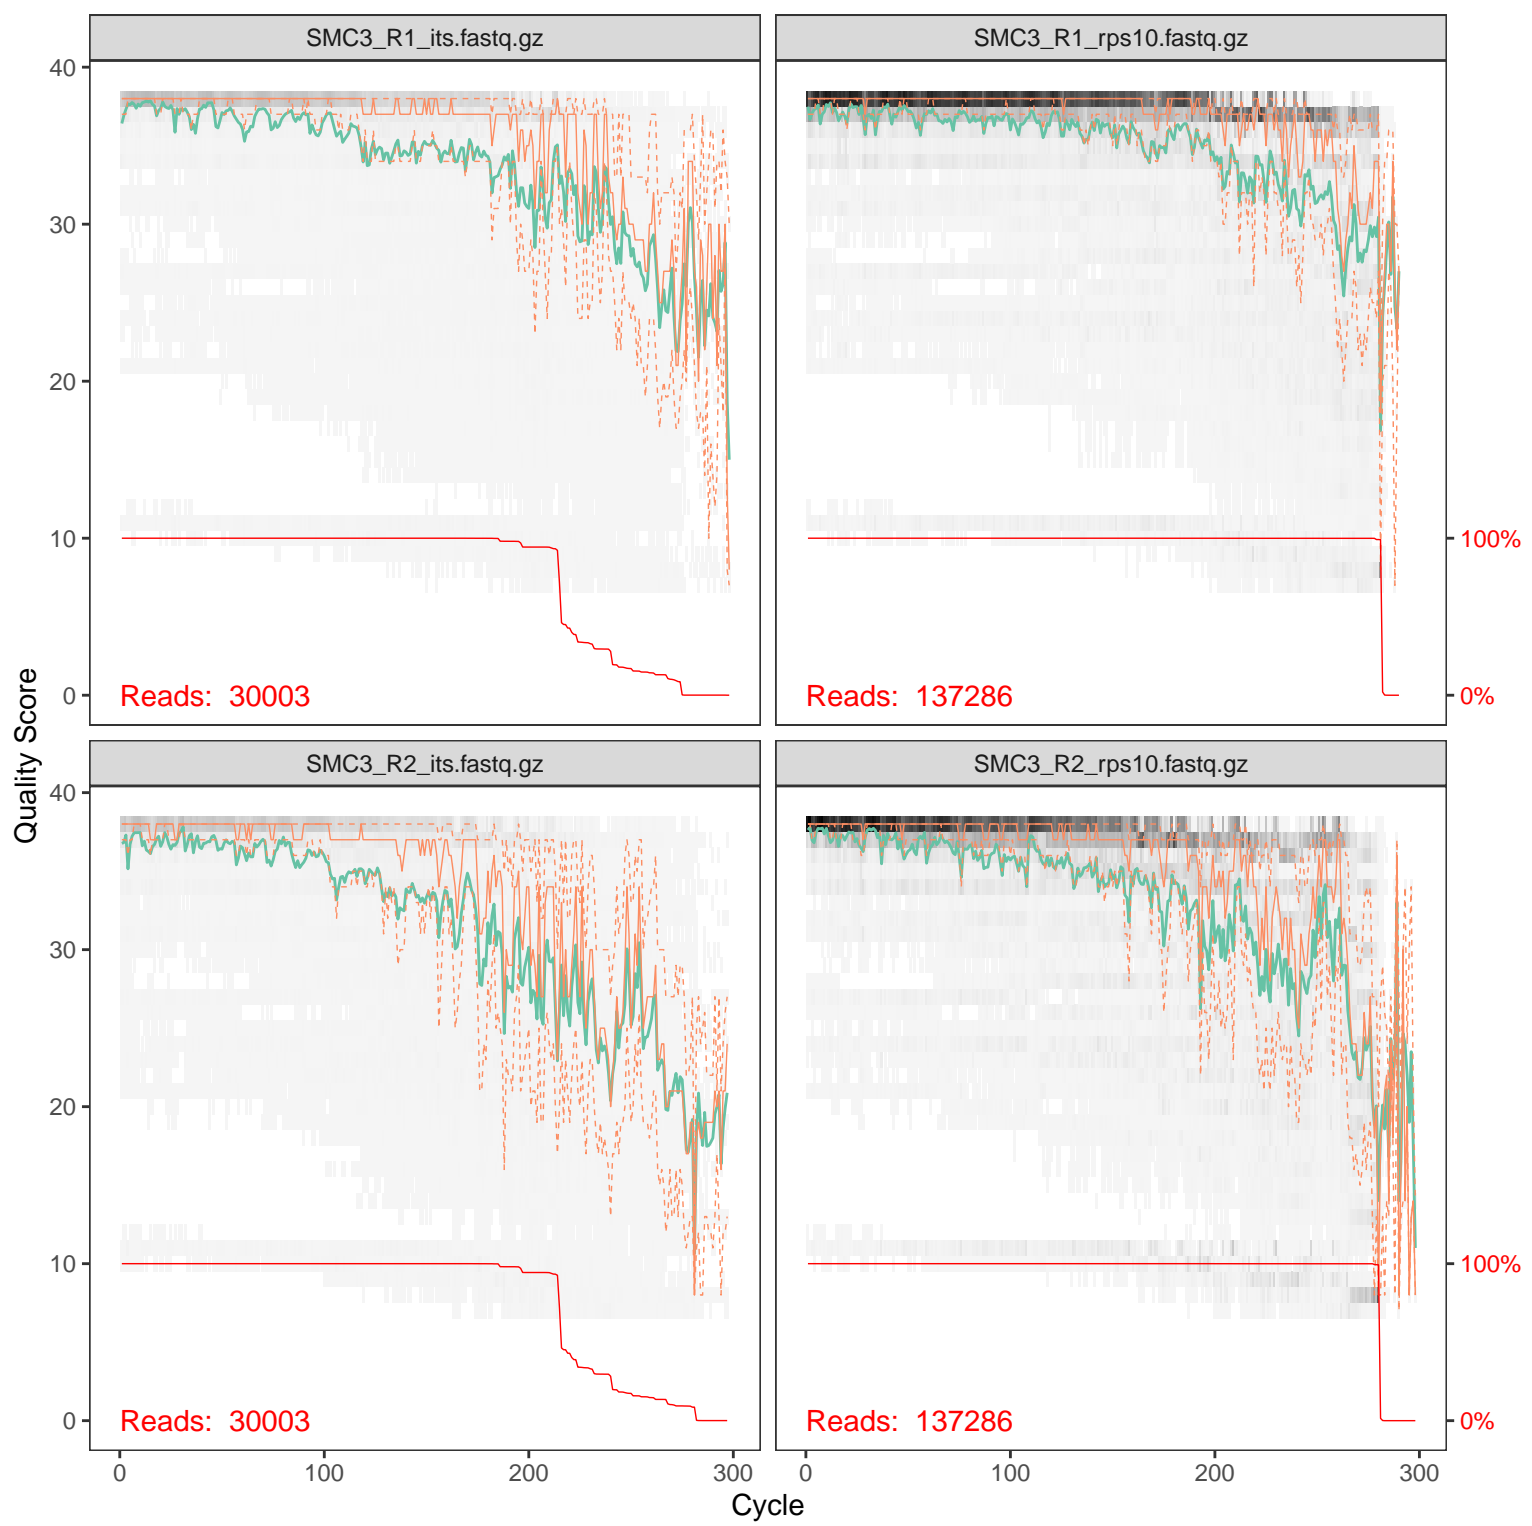 SMC3_R1_its.fastq.gz
SMC3_R1_rps10.fastq.gz
40
30
20
10
0
100%
0%
Reads: 30003
Reads: 137286
Quality Score
SMC3_R2_its.fastq.gz
SMC3_R2_rps10.fastq.gz
40
30
20
10
0
100%
0%
Reads: 30003
Reads: 137286
0 100 200 300
0 100 200 300
Cycle